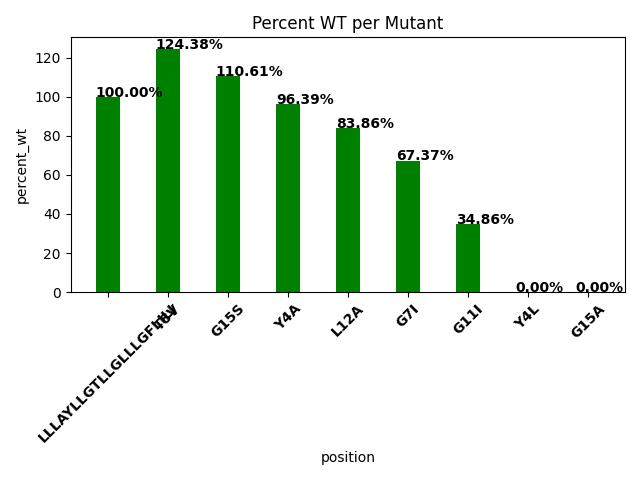 Percent WT per Mutant
percent_wt
120
100
80
60
40
20
0
100.00%
124.38%
110.61%
96.39%
83.86%
67.37%
34.86%
0.00%
0.00%
G15S
Y4A
L12A
G7I
G11I
Y4L
G15A
position